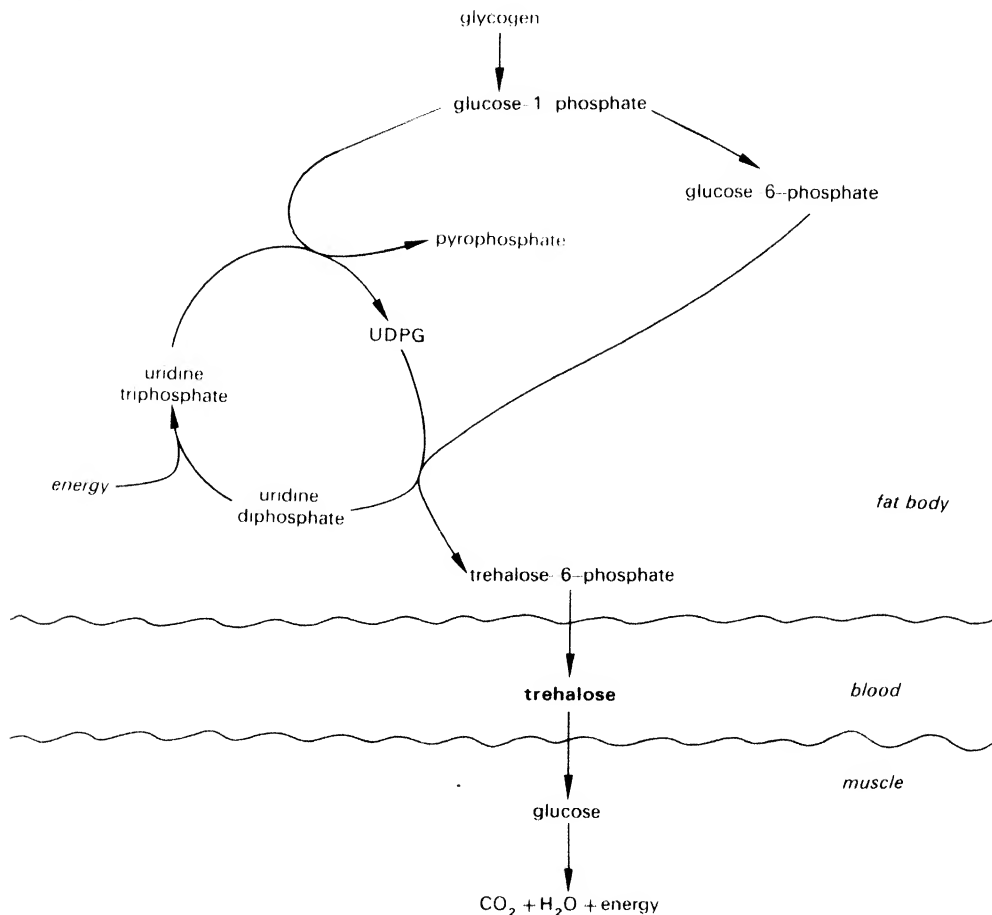 glycogen
glucose-1 phosphate
glucose 6-phosphate
pyrophosphate
UDPG
uridine
triphosphate
energy
uridine
diphosphate
fat body
trehalose 6-phosphate
trehalose
blood
muscle
glucose
CO₂ + H₂O + energy